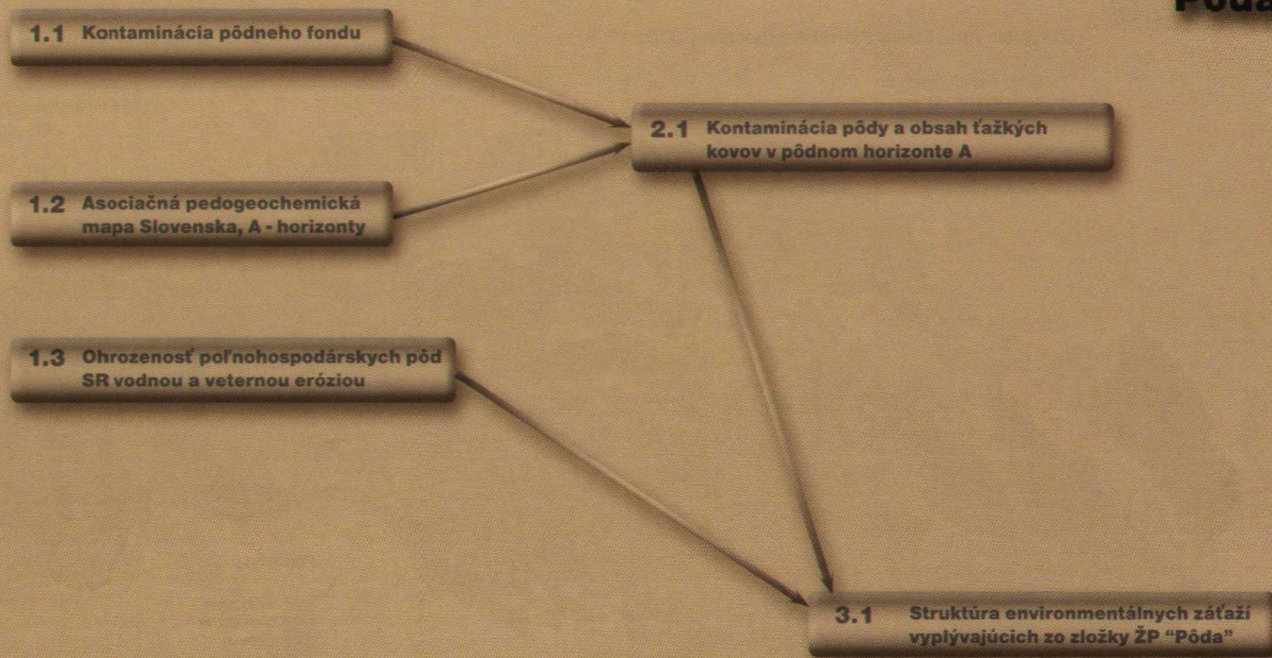 Pôda
1.1 Kontaminácia pôdneho fondu
2.1 Kontaminácia pôdy a obsah ťažkých
kovov v pôdnom horizonte A
1.2 Asociačná pedogeochemická
mapa Slovenska, A - horizonty
1.3 Ohrozenosť poľnohospodárskych pôd
SR vodnou a veternou eróziou
3.1 Struktúra environmentálnych záťaží
vyplývajúcich zo zložky ŽP "Pôda"